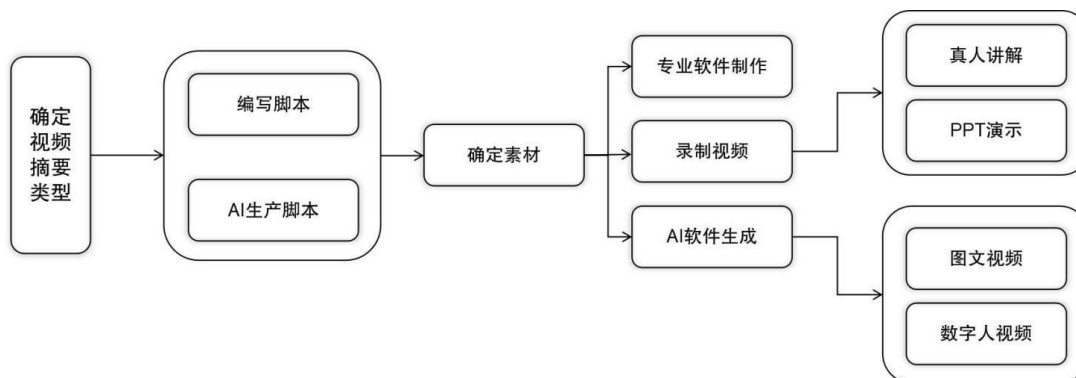 确定
视频
摘要
类型
编写脚本
AI生产脚本
确定素材
专业软件制作
录制视频
AI软件生成
真人讲解
PPT演示
图文视频
数字人视频